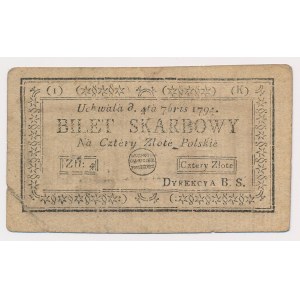 (1) (K)
Uchwała d. 4ta 7bris 1794.
BILET SKARBOWY
Na Cztery Złote Polskie
Zł: 4
Cztery Złote
DYREKCYA B. S.